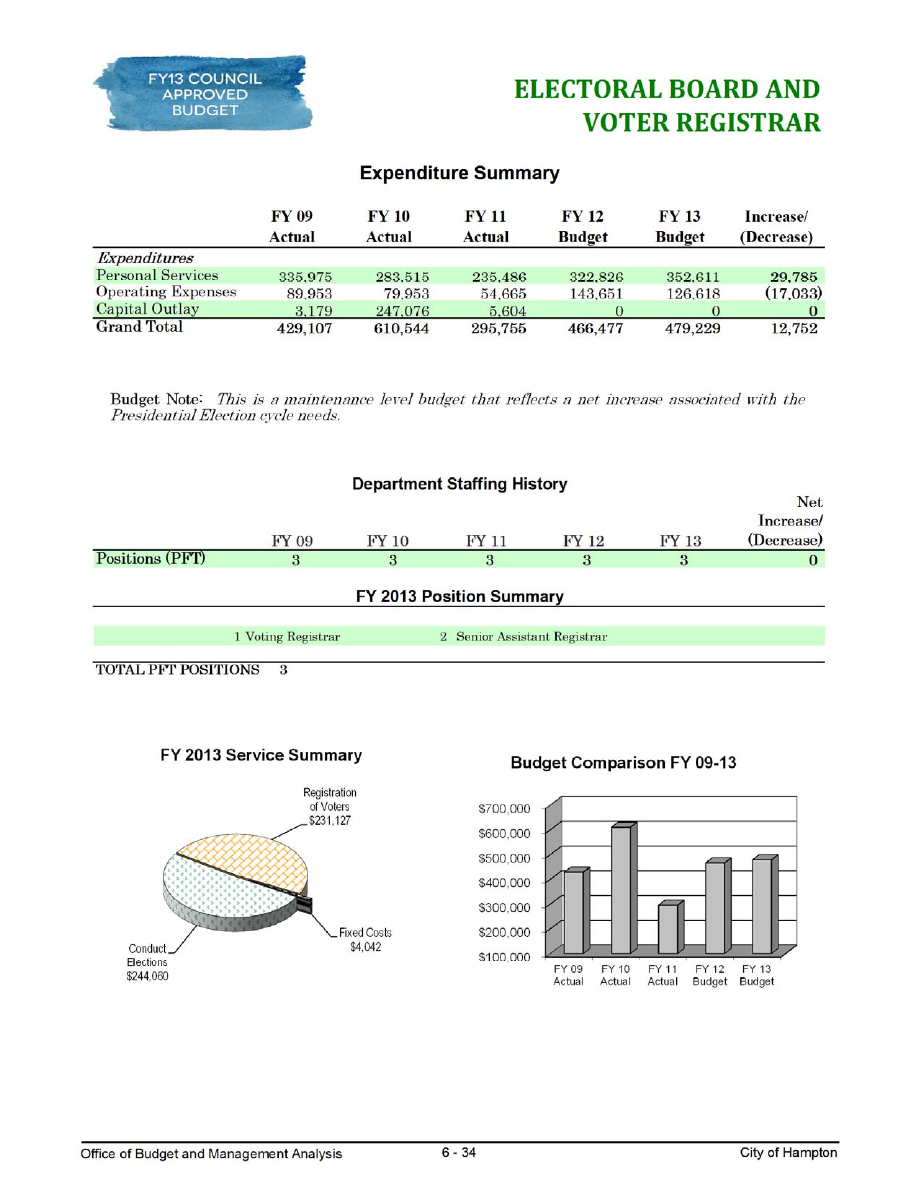 FY13 COUNCIL
APPROVED
BUDGET
ELECTORAL BOARD AND
VOTER REGISTRAR
Expenditure Summary
FY 09 FY 10 FY 11 FY 12 FY 13 Increase/
Actual Actual Actual Budget Budget (Decrease)
Expenditures
Personal Services 335,975 283,515 235,486 322,826 352,611 29,785
Operating Expenses 89,953 79,953 54,665 143,651 126,618 (17,033)
Capital Outlay 3,179 247,076 5,604 0 0 0
Grand Total 429,107 610,544 295,755 466,477 479,229 12,752
Budget Note: This is a maintenance level budget that reflects a net increase associated with the
Presidential Election cycle needs.
Department Staffing History
Net
Increase/
FY 09 FY 10 FY 11 FY 12 FY 13 (Decrease)
Positions (PFT) 3 3 3 3 3 0
FY 2013 Position Summary
1 Voting Registrar 2 Senior Assistant Registrar
TOTAL PFT POSITIONS 3
FY 2013 Service Summary
Registration
of Voters
$231,127
Fixed Costs
$4,042
Conduct
Elections
$244,060
Budget Comparison FY 09-13
$700,000
$600,000
$500,000
$400,000
$300,000
$200,000
$100,000
FY 09 FY 10 FY 11 FY 12 FY 13
Actual Actual Actual Budget Budget
Office of Budget and Management Analysis 6 - 34 City of Hampton